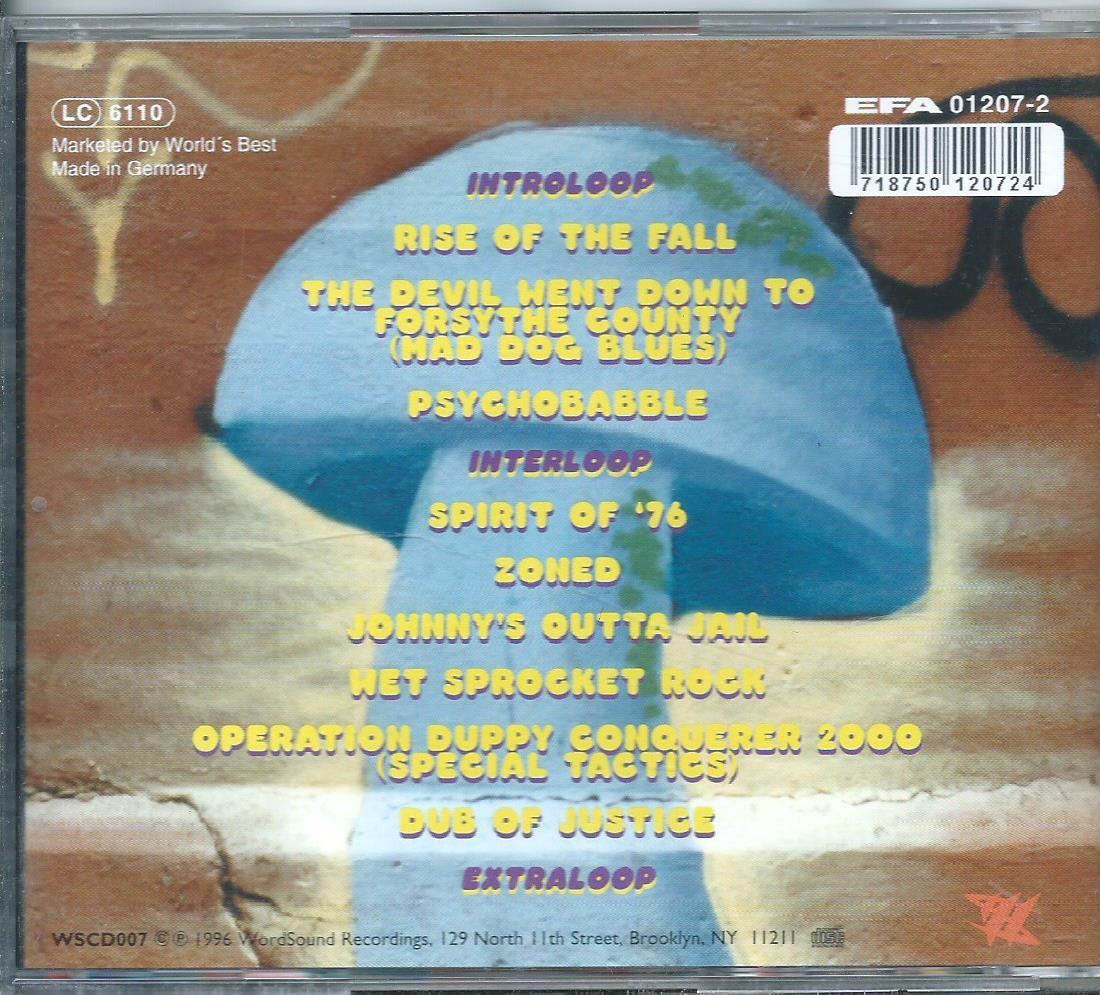 LC 6110
Marketed by World´s Best
Made in Germany
EFA 01207-2
718750 120724
INTROLOOP
RISE OF THE FALL
THE DEVIL WENT DOWN TO
FORSYTHE COUNTY
(MAD DOG BLUES)
PSYCHOBABBLE
INTERLOOP
SPIRIT OF ‘76
ZONED
JOHNNY'S OUTTA JAIL
WET SPROCKET ROCK
OPERATION DUPPY CONQUERER 2000
(SPECIAL TACTICS)
DUB OF JUSTICE
EXTRALOOP
WSCD007 © ℗ 1996 WordSound Recordings, 129 North 11th Street, Brooklyn, NY 11211